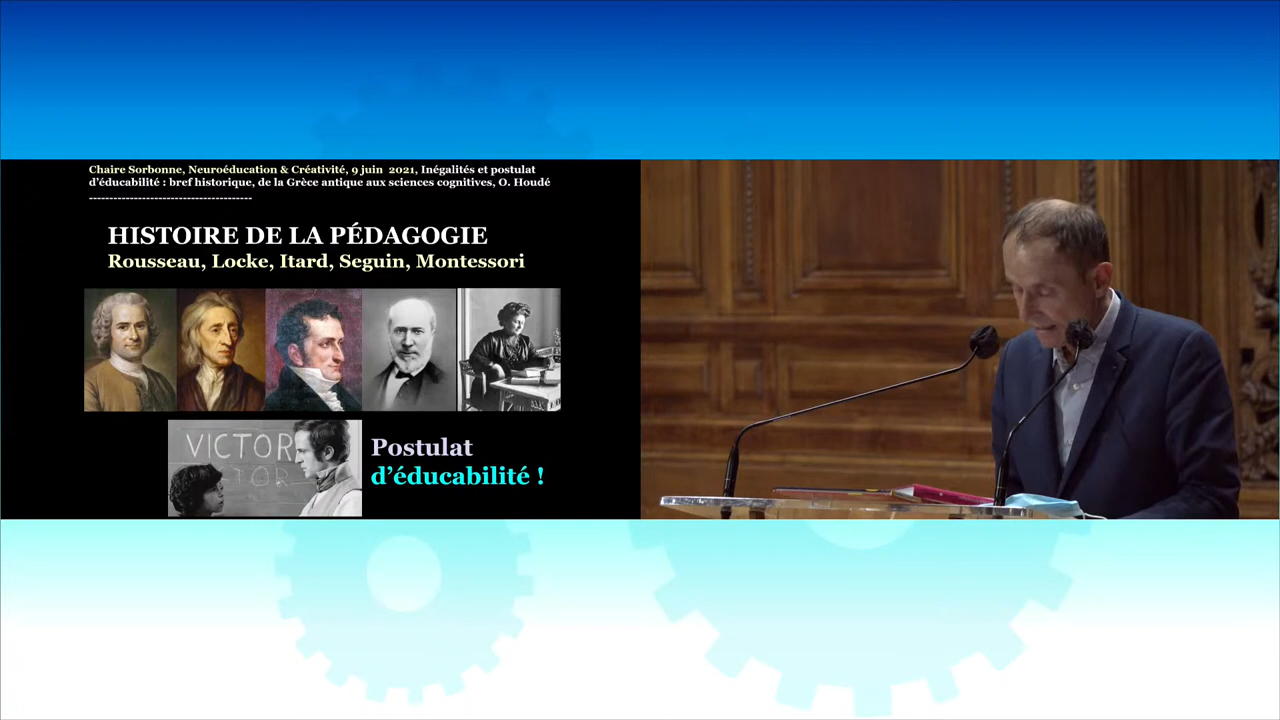 Chaire Sorbonne, Neuroéducation & Créativité, 9 juin 2021, Inégalités et postulat
d'éducabilité : bref historique, de la Grèce antique aux sciences cognitives, O. Houdé
----------------------------------------
HISTOIRE DE LA PÉDAGOGIE
Rousseau, Locke, Itard, Seguin, Montessori
VICTOR
TOR
Postulat
d'éducabilité !